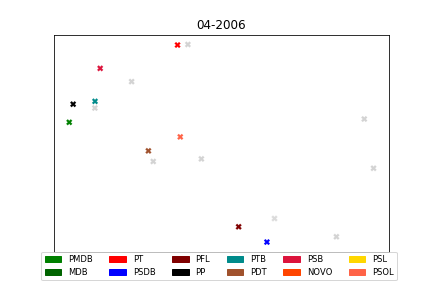 04-2006
PMDB PT PFL PTB PSB PSL
MDB PSDB PP PDT NOVO PSOL